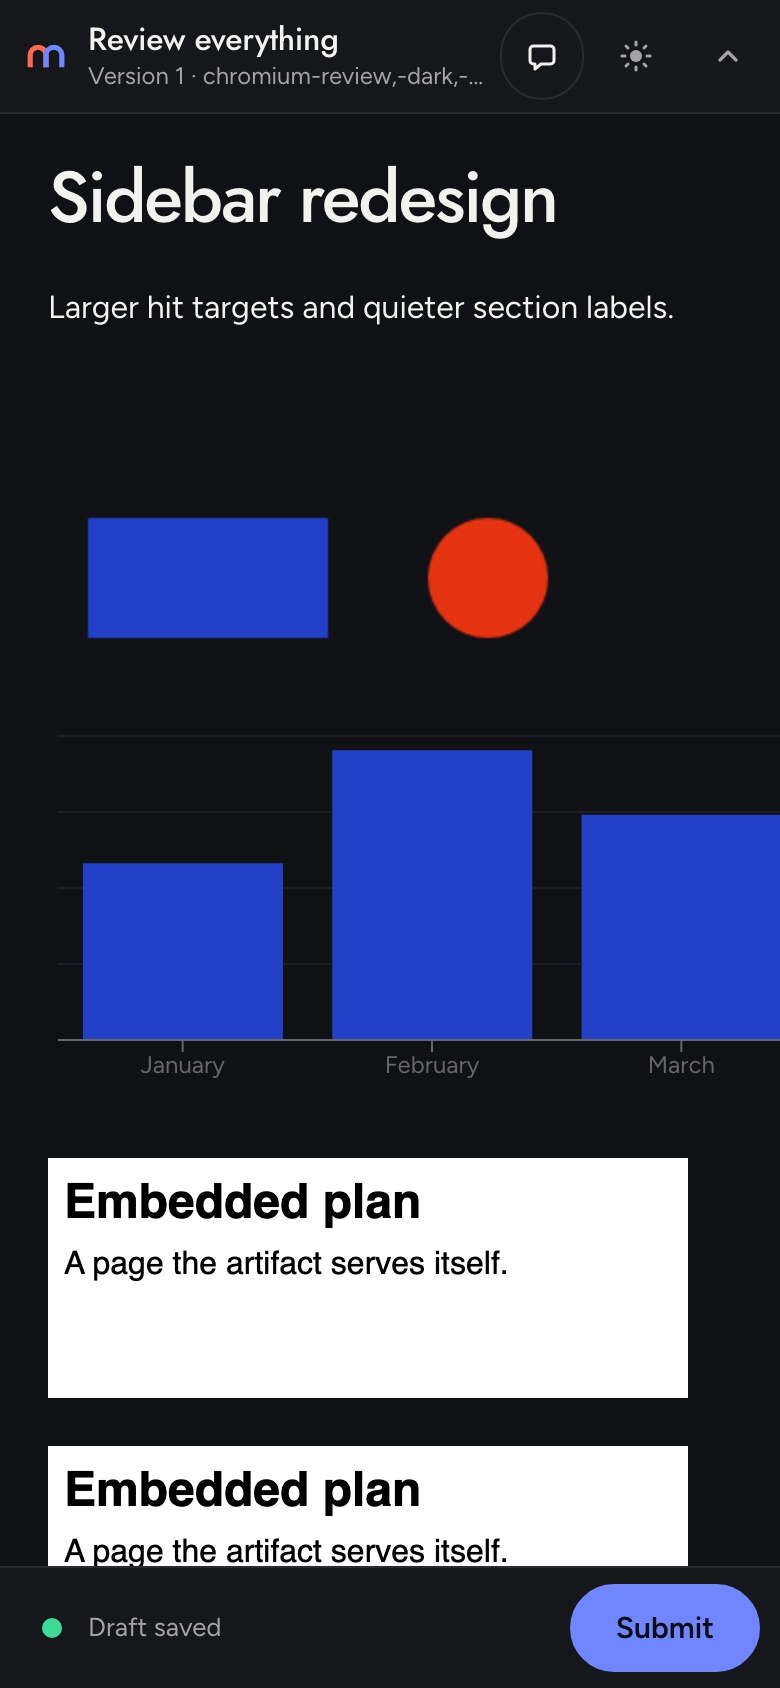 Review everything
Version 1 · chromium-review,-dark,-...
Sidebar redesign
Larger hit targets and quieter section labels.
January February March
Embedded plan
A page the artifact serves itself.
Embedded plan
A page the artifact serves itself.
Draft saved
Submit